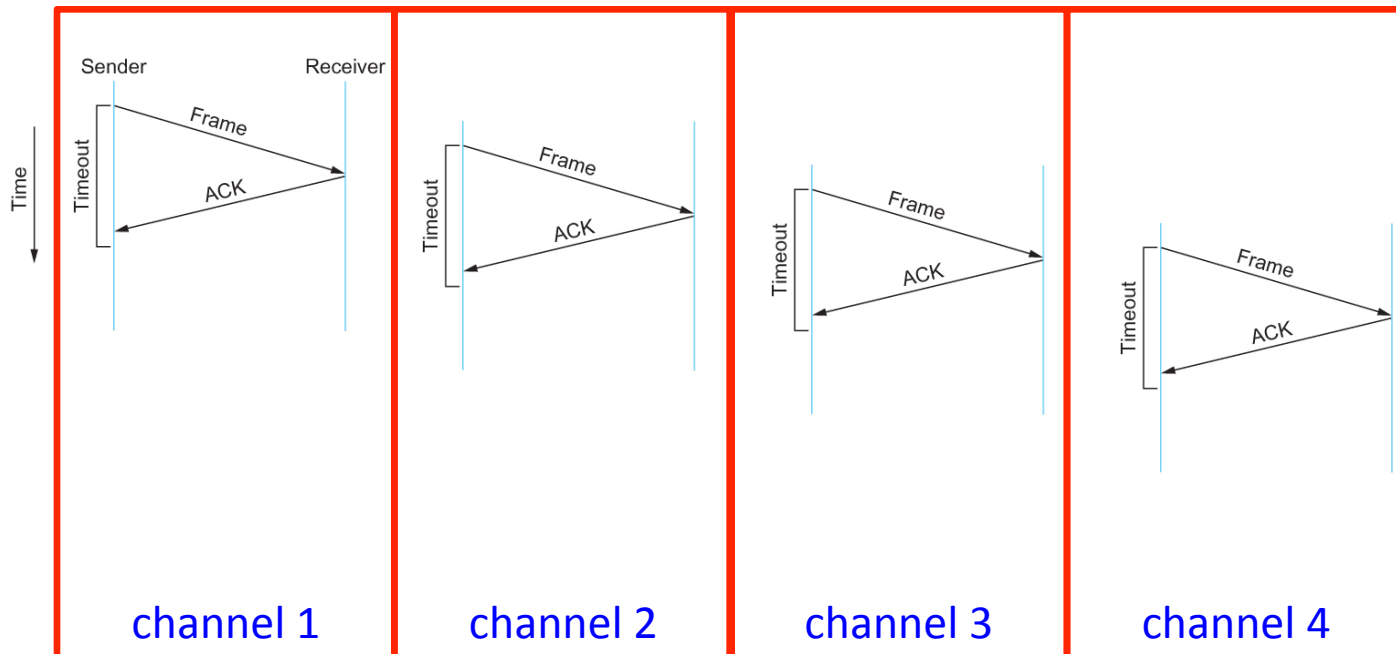 Sender
Receiver
Time
Timeout
Frame
ACK
channel 1
Timeout
Frame
ACK
channel 2
Timeout
Frame
ACK
channel 3
Timeout
Frame
ACK
channel 4